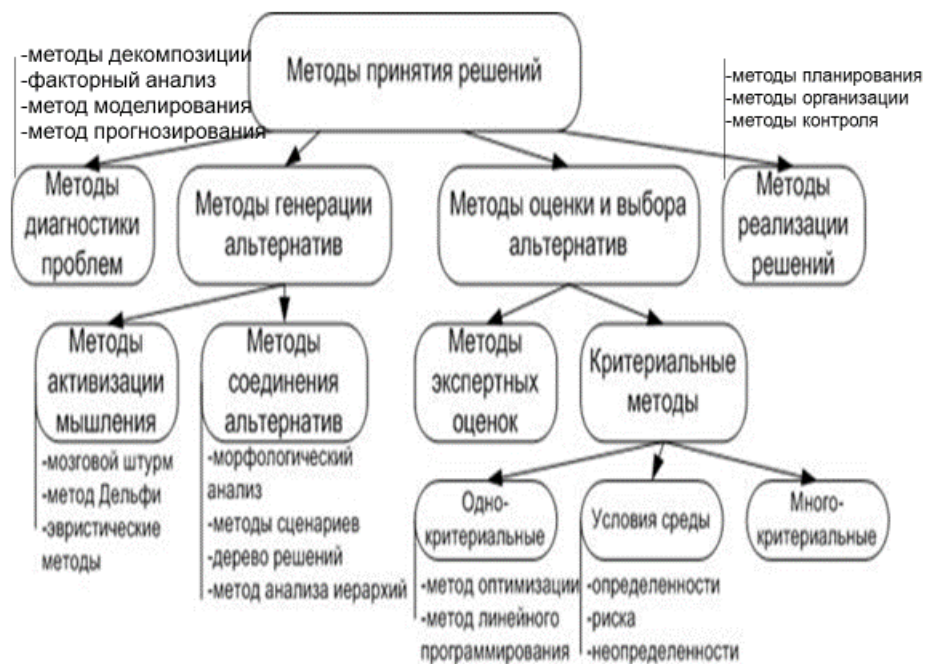 Методы принятия решений
-методы декомпозиции
-факторный анализ
-метод моделирования
-метод прогнозирования
-методы планирования
-методы организации
-методы контроля
Методы
диагностики
проблем
Методы генерации
альтернатив
Методы оценки и выбора
альтернатив
Методы
реализации
решений
Методы
активизации
мышления
Методы
соединения
альтернатив
Методы
экспертных
оценок
Критериальные
методы
-мозговой штурм
-метод Дельфи
-эвристические
методы
-морфологический
анализ
-методы сценариев
-дерево решений
-метод анализа иерархий
Одно-
критериальные
Условия среды
Много-
критериальные
-метод оптимизации
-метод линейного
программирования
-определенности
-риска
-неопределенности